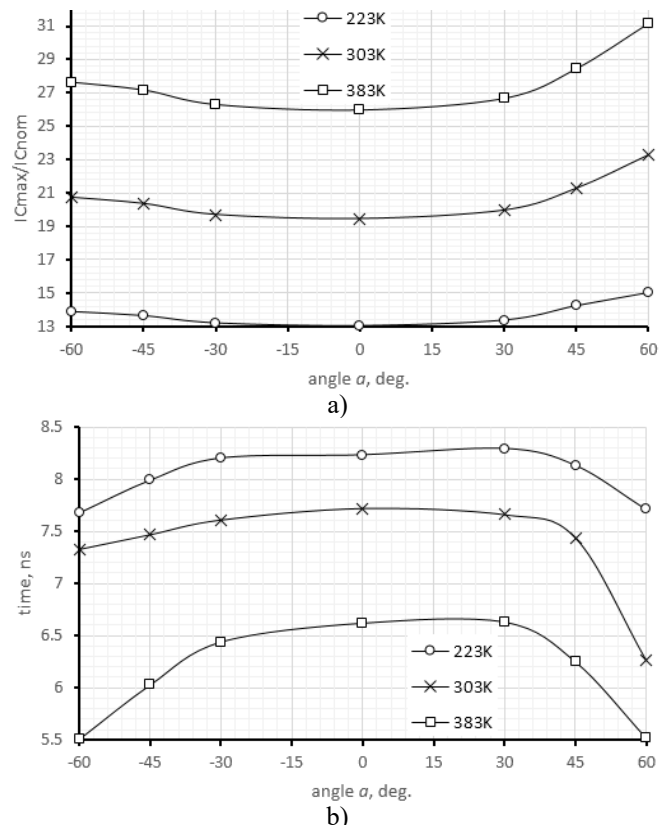 31
29
27
25
23
21
19
17
15
13
ICmax/ICnom
223K
303K
383K
-60 -45 -30 -15 0 15 30 45 60
angle a, deg.
a)
8.5
8
7.5
7
6.5
6
5.5
time, ns
223K
303K
383K
-60 -45 -30 -15 0 15 30 45 60
angle a, deg.
b)